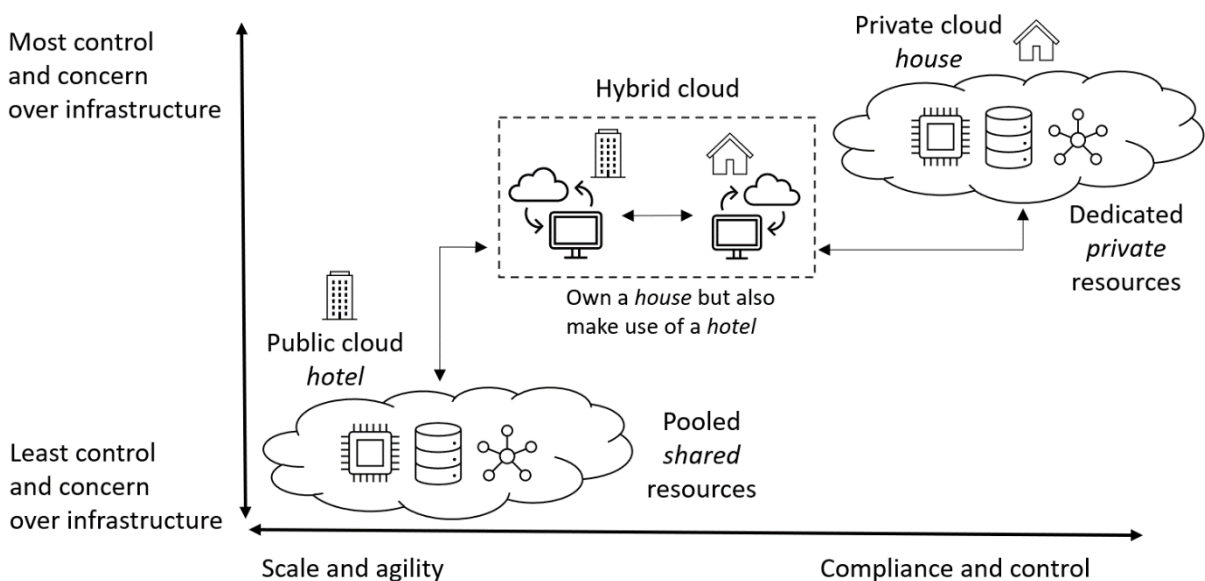 Most control
and concern
over infrastructure
Private cloud
house
Hybrid cloud
Dedicated
private
resources
Own a house but also
make use of a hotel
Public cloud
hotel
Pooled
shared
resources
Least control
and concern
over infrastructure
Scale and agility
Compliance and control